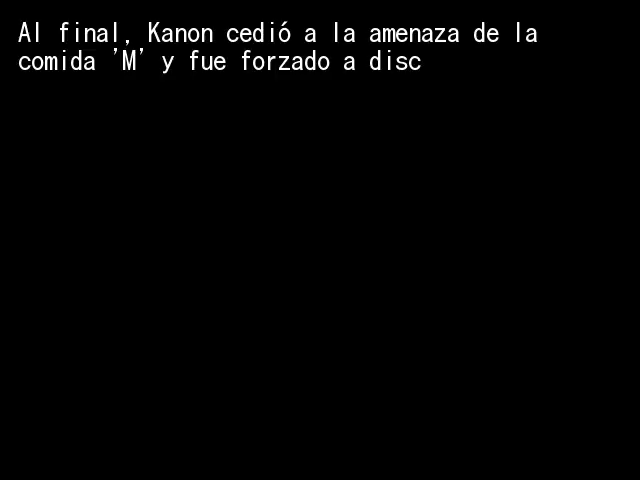 Al final, Kanon cedió a la amenaza de la
comida 'M' y fue forzado a disc